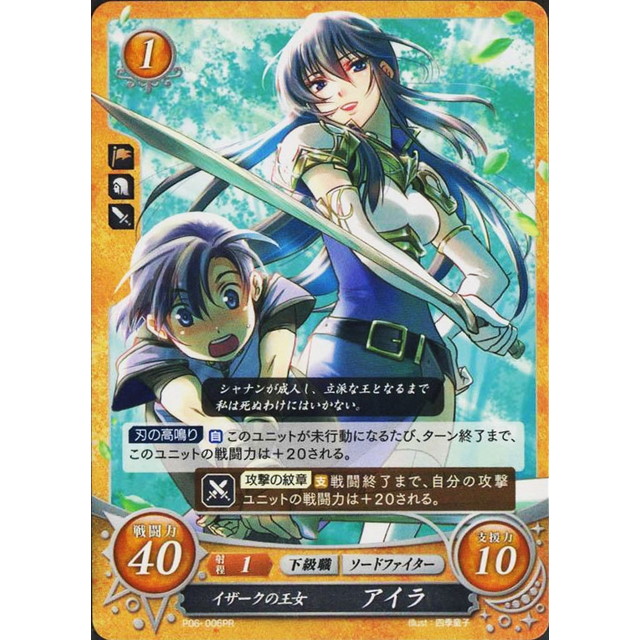 1
シャナンが成人し、立派な王となるまで
私は死ぬわけにはいかない。
刃の高鳴り 自 このユニットが未行動になるたび、ターン終了まで、
このユニットの戦闘力は+20される。
攻撃の紋章 支 戦闘終了まで、自分の攻撃
ユニットの戦闘力は+20される。
戦闘力
40
射程 1 下級職 ソードファイター
支援力
10
イザークの王女 アイラ
P06-006PR
illust:四季童子